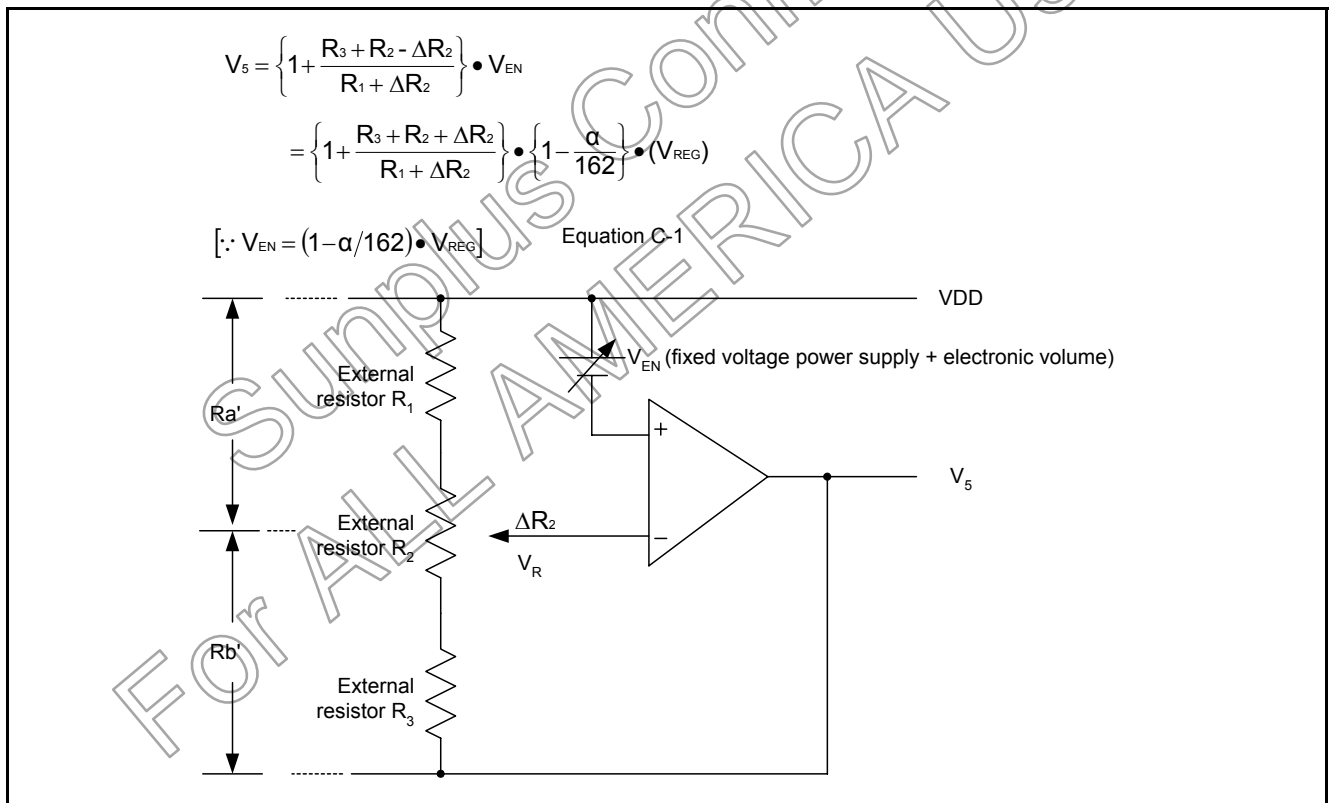 V₅ = {1 + (R₃ + R₂ - ΔR₂) / (R₁ + ΔR₂)} • V_EN
= {1 + (R₃ + R₂ + ΔR₂) / (R₁ + ΔR₂)} • {1 - α/162} • (V_REG)
[∵ V_EN = (1−α/162) • V_REG] Equation C-1
VDD
V_EN (fixed voltage power supply + electronic volume)
External
resistor R₁
Ra'
+
V₅
External
resistor R₂
ΔR₂
−
V_R
Rb'
External
resistor R₃
Sunplus Conf
For ALL AMERICA US